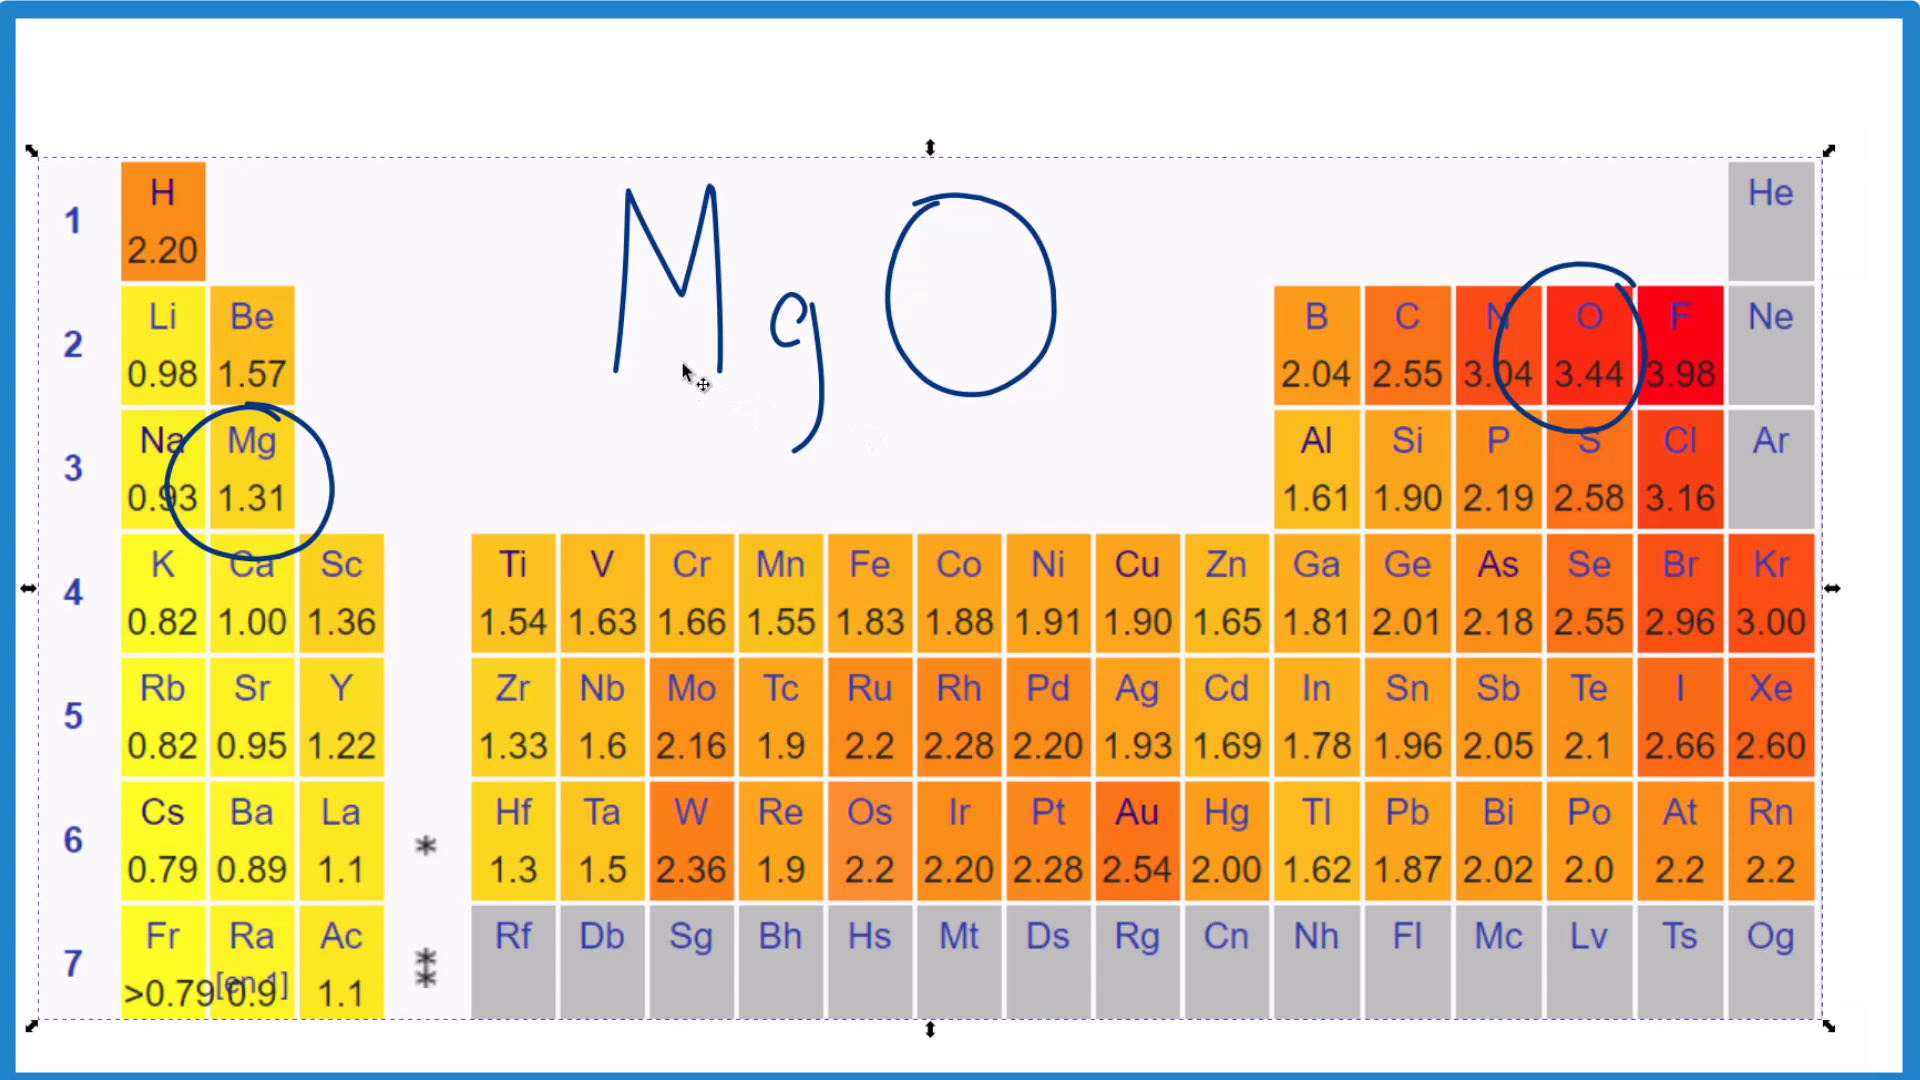 1 H He
2.20
MgO
2 Li Be B C N O F Ne
0.98 1.57 2.04 2.55 3.04 3.44 3.98
3 Na Mg Al Si P S Cl Ar
0.93 1.31 1.61 1.90 2.19 2.58 3.16
4 K Ca Sc Ti V Cr Mn Fe Co Ni Cu Zn Ga Ge As Se Br Kr
0.82 1.00 1.36 1.54 1.63 1.66 1.55 1.83 1.88 1.91 1.90 1.65 1.81 2.01 2.18 2.55 2.96 3.00
5 Rb Sr Y Zr Nb Mo Tc Ru Rh Pd Ag Cd In Sn Sb Te I Xe
0.82 0.95 1.22 1.33 1.6 2.16 1.9 2.2 2.28 2.20 1.93 1.69 1.78 1.96 2.05 2.1 2.66 2.60
6 Cs Ba La * Hf Ta W Re Os Ir Pt Au Hg Tl Pb Bi Po At Rn
0.79 0.89 1.1 1.3 1.5 2.36 1.9 2.2 2.20 2.28 2.54 2.00 1.62 1.87 2.02 2.0 2.2 2.2
7 Fr Ra Ac ** Rf Db Sg Bh Hs Mt Ds Rg Cn Nh Fl Mc Lv Ts Og
>0.79 0.9 [en 1] 1.1